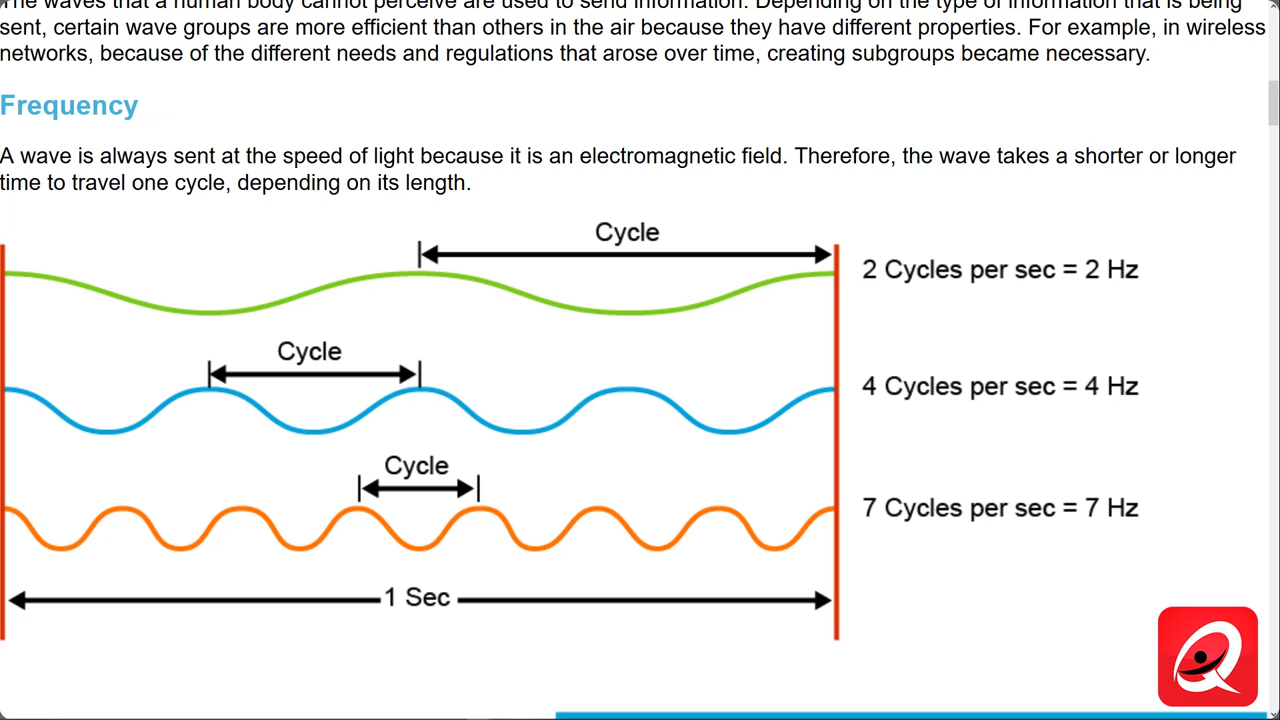 The waves that a human body cannot perceive are used to send information. Depending on the type of information that is being
sent, certain wave groups are more efficient than others in the air because they have different properties. For example, in wireless
networks, because of the different needs and regulations that arose over time, creating subgroups became necessary.
Frequency
A wave is always sent at the speed of light because it is an electromagnetic field. Therefore, the wave takes a shorter or longer
time to travel one cycle, depending on its length.
Cycle
2 Cycles per sec = 2 Hz
Cycle
4 Cycles per sec = 4 Hz
Cycle
7 Cycles per sec = 7 Hz
1 Sec